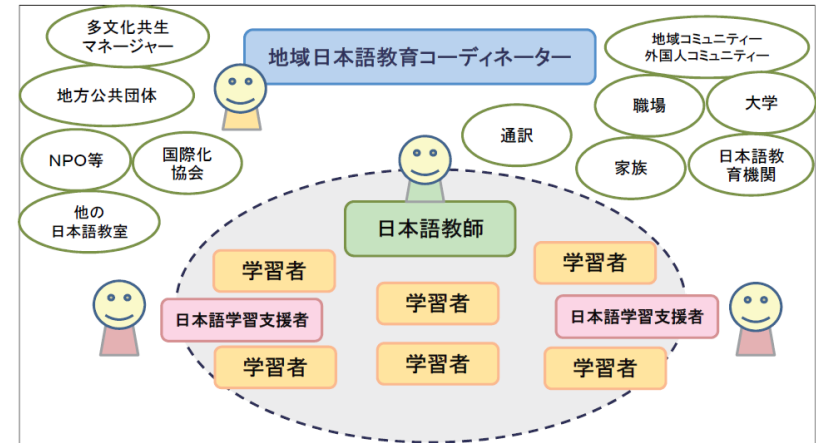 多文化共生
マネージャー
地域日本語教育コーディネーター
地域コミュニティー
外国人コミュニティー
地方公共団体
職場
大学
通訳
NPO等
国際化
協会
家族
日本語教
育機関
他の
日本語教室
日本語教師
学習者
学習者
学習者
日本語学習支援者
日本語学習支援者
学習者
学習者
学習者